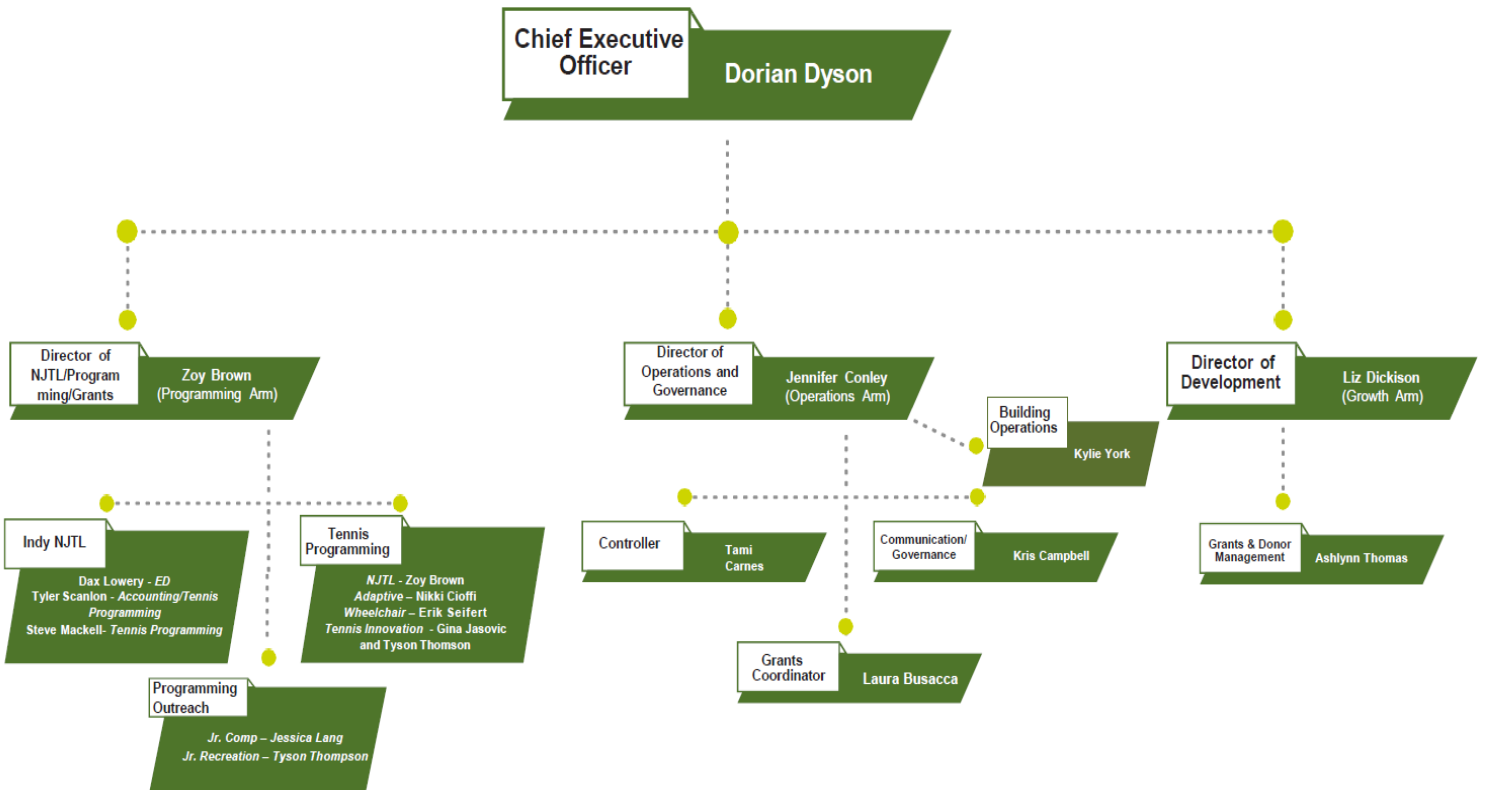 Chief Executive
Officer
Dorian Dyson
Director of
NJTL/Program
ming/Grants
Zoy Brown
(Programming Arm)
Director of
Operations and
Governance
Jennifer Conley
(Operations Arm)
Director of
Development
Liz Dickison
(Growth Arm)
Building
Operations
Kylie York
Indy NJTL
Dax Lowery - ED
Tyler Scanlon - Accounting/Tennis
Programming
Steve Mackell- Tennis Programming
Tennis
Programming
NJTL - Zoy Brown
Adaptive – Nikki Cioffi
Wheelchair – Erik Seifert
Tennis Innovation - Gina Jasovic
and Tyson Thomson
Controller
Tami
Carnes
Communication/
Governance
Kris Campbell
Grants & Donor
Management
Ashlynn Thomas
Programming
Outreach
Jr. Comp – Jessica Lang
Jr. Recreation – Tyson Thompson
Grants
Coordinator
Laura Busacca